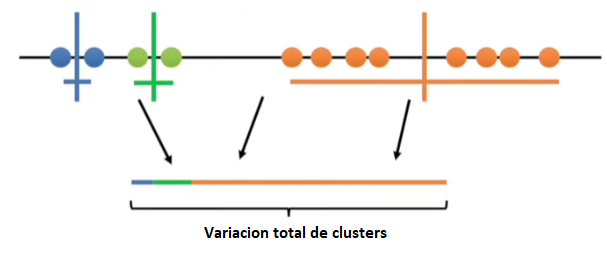 Variacion total de clusters